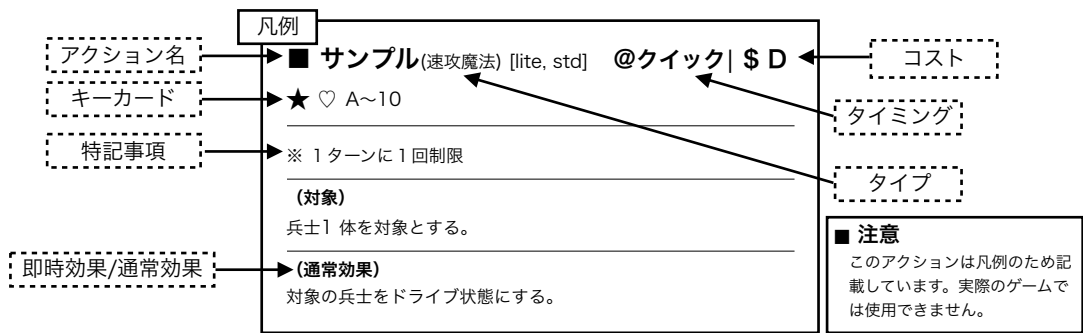 凡例
アクション名
■ サンプル(速攻魔法) [lite, std] @クイック| $ D
コスト
キーカード
★ ♡ A〜10
タイミング
特記事項
※ 1ターンに1回制限
タイプ
(対象)
兵士1 体を対象とする。
即時効果/通常効果
(通常効果)
対象の兵士をドライブ状態にする。
■ 注意
このアクションは凡例のため記
載しています。実際のゲームで
は使用できません。